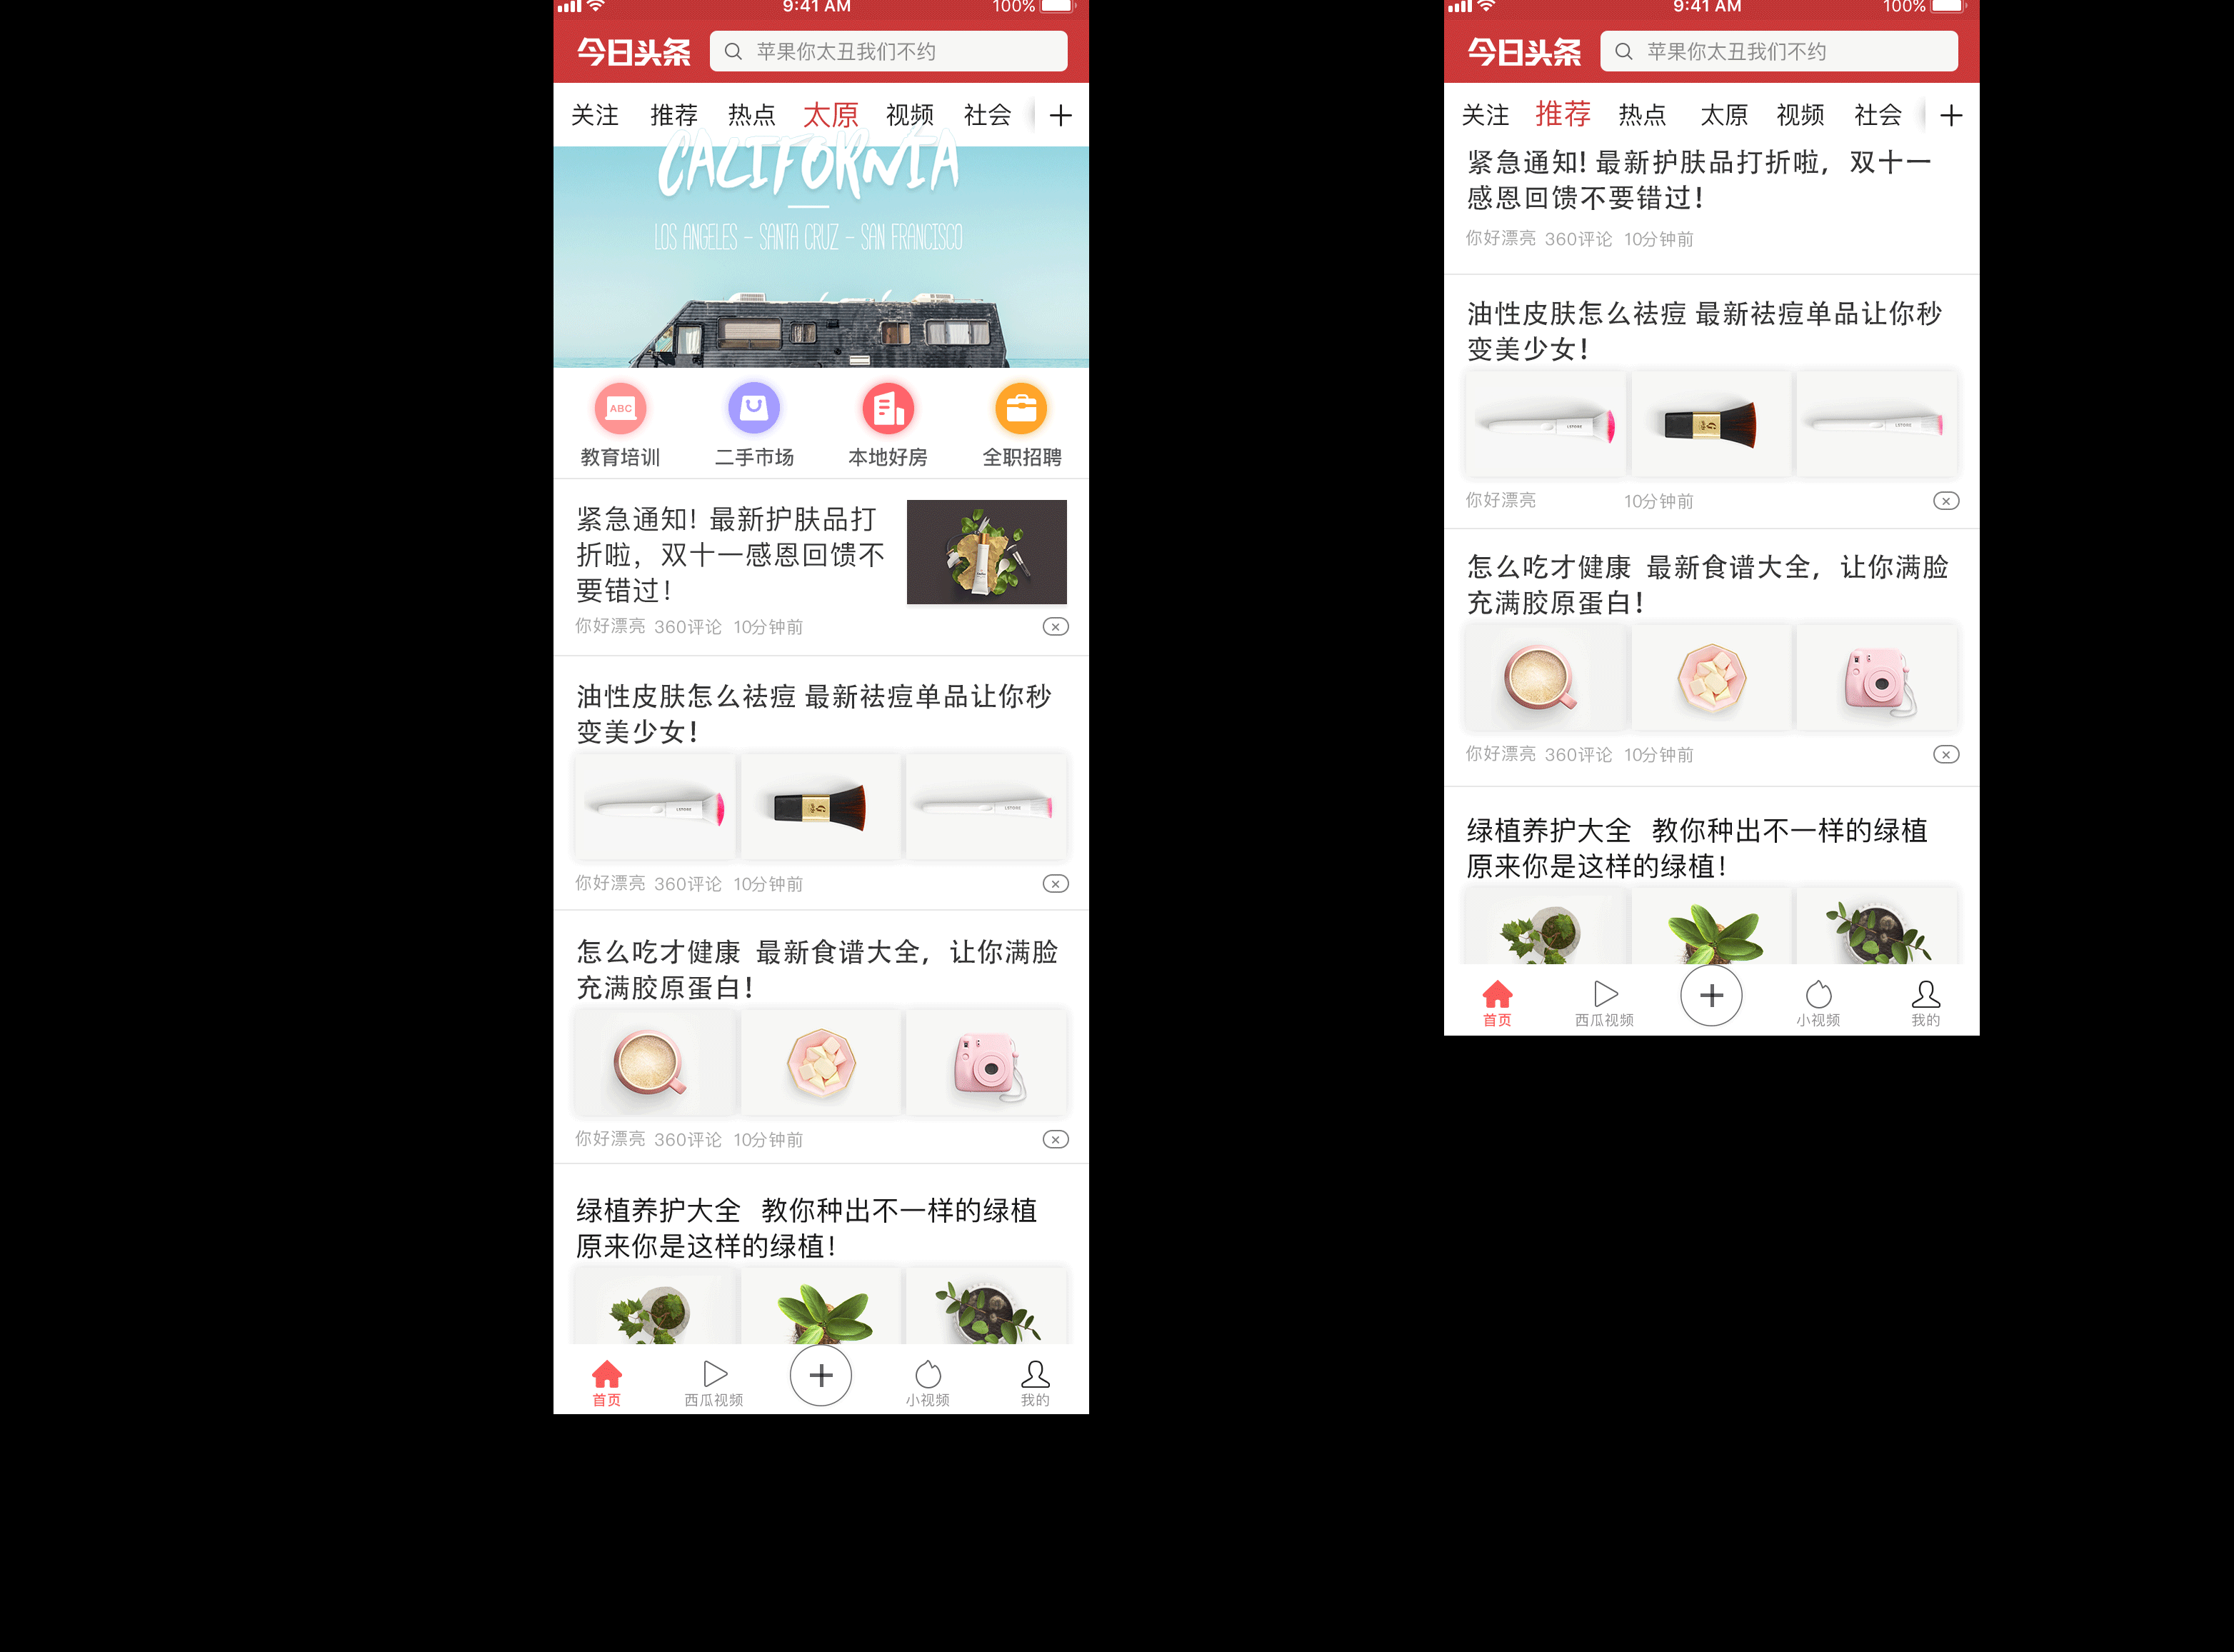 9:41 AM 100%
今日头条 苹果你太丑我们不约
关注 推荐 热点 太原 视频 社会
CALIFORNIA
LOS ANGELES - SANTA CRUZ - SAN FRANCISCO
ABC
教育培训 二手市场 本地好房 全职招聘
紧急通知! 最新护肤品打
折啦，双十一感恩回馈不
要错过!
你好漂亮 360评论 10分钟前
油性皮肤怎么祛痘 最新祛痘单品让你秒
变美少女!
你好漂亮 360评论 10分钟前
怎么吃才健康 最新食谱大全，让你满脸
充满胶原蛋白!
你好漂亮 360评论 10分钟前
绿植养护大全 教你种出不一样的绿植
原来你是这样的绿植!
首页 西瓜视频 小视频 我的
9:41 AM 100%
今日头条 苹果你太丑我们不约
关注 推荐 热点 太原 视频 社会
紧急通知! 最新护肤品打折啦，双十一
感恩回馈不要错过!
你好漂亮 360评论 10分钟前
油性皮肤怎么祛痘 最新祛痘单品让你秒
变美少女!
你好漂亮 10分钟前
怎么吃才健康 最新食谱大全，让你满脸
充满胶原蛋白!
你好漂亮 360评论 10分钟前
绿植养护大全 教你种出不一样的绿植
原来你是这样的绿植!
首页 西瓜视频 小视频 我的